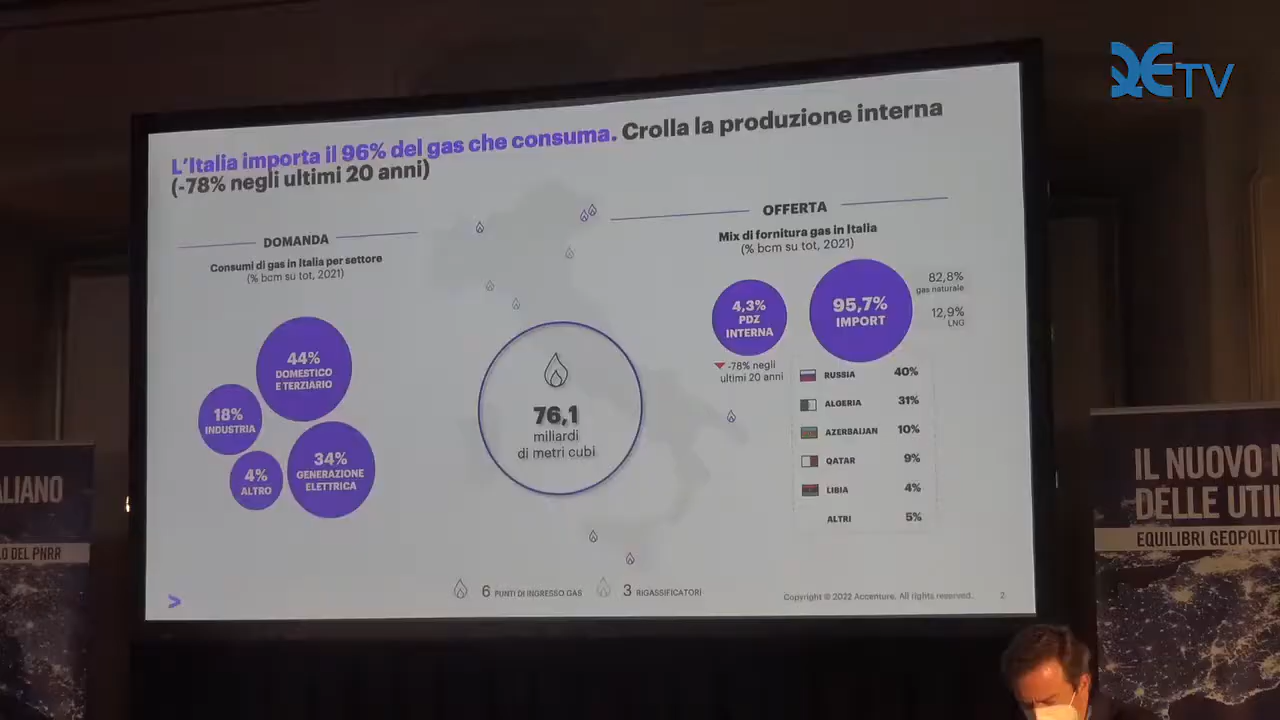 TV
L'Italia importa il 96% del gas che consuma. Crolla la produzione interna
(-78% negli ultimi 20 anni)
DOMANDA
Consumi di gas in Italia per settore
(% bcm su tot, 2021)
44%
DOMESTICO
E TERZIARIO
18%
INDUSTRIA
4%
ALTRO
34%
GENERAZIONE
ELETTRICA
76,1
miliardi
di metri cubi
6 PUNTI DI INGRESSO GAS
3 RIGASSIFICATORI
OFFERTA
Mix di fornitura gas in Italia
(% bcm su tot, 2021)
4,3%
PDZ
INTERNA
-78% negli
ultimi 20 anni
95,7%
IMPORT
82,8%
gas naturale
12,9%
LNG
RUSSIA 40%
ALGERIA 31%
AZERBAIJAN 10%
QATAR 9%
LIBIA 4%
ALTRI 5%
Copyright © 2022 Accenture. All rights reserved. 2
ALIANO
LO DEL PNRR
IL NUOVO
DELLE UTI
EQUILIBRI GEOPOLIT